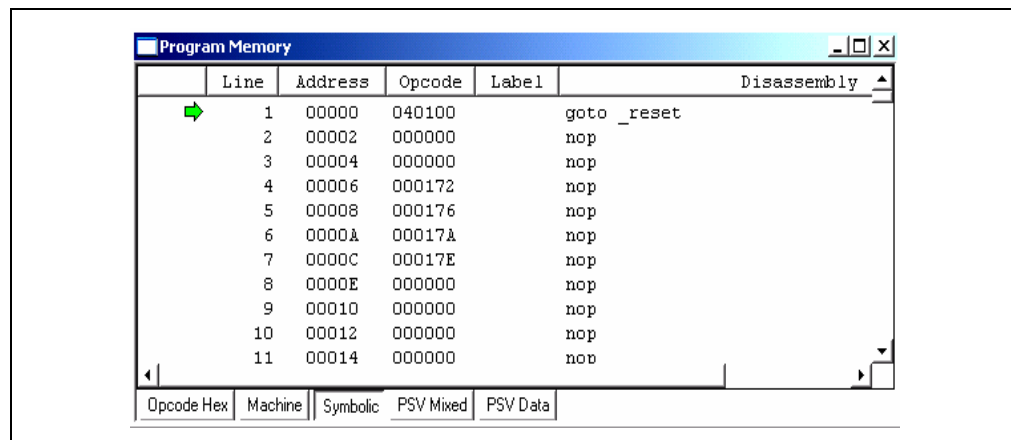 Program Memory
Line Address Opcode Label Disassembly
1 00000 040100 goto _reset
2 00002 000000 nop
3 00004 000000 nop
4 00006 000172 nop
5 00008 000176 nop
6 0000A 00017A nop
7 0000C 00017E nop
8 0000E 000000 nop
9 00010 000000 nop
10 00012 000000 nop
11 00014 000000 nop
Opcode Hex Machine Symbolic PSV Mixed PSV Data